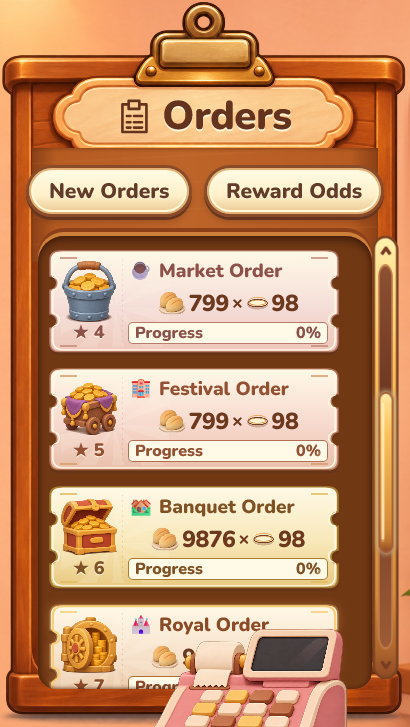 Orders
New Orders
Reward Odds
Market Order
799 × 98
★ 4
Progress 0%
Festival Order
799 × 98
★ 5
Progress 0%
Banquet Order
9876 × 98
★ 6
Progress 0%
Royal Order
★ 7